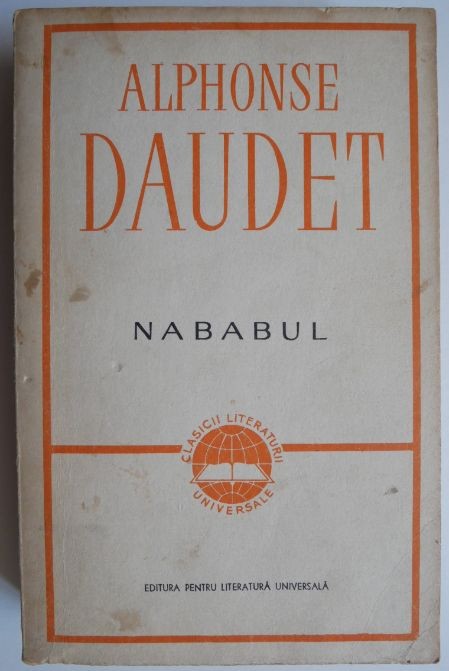 ALPHONSE
DAUDET
NABABUL
CLASICII LITERATURII
UNIVERSALE
EDITURA PENTRU LITERATURĂ UNIVERSALĂ